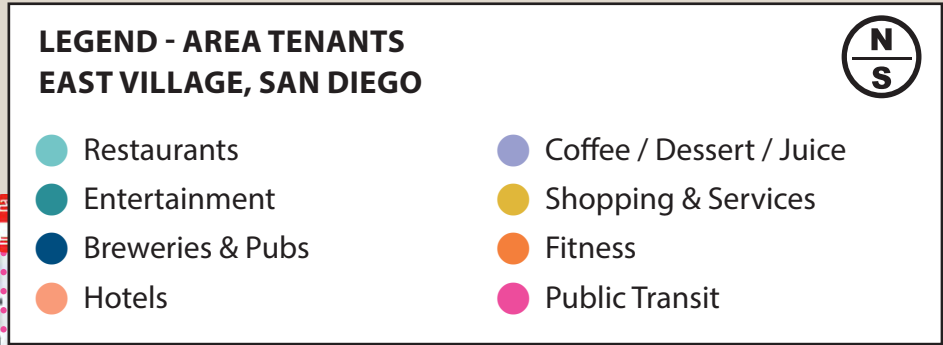 LEGEND - AREA TENANTS
EAST VILLAGE, SAN DIEGO
N
S
Restaurants
Entertainment
Breweries & Pubs
Hotels
Coffee / Dessert / Juice
Shopping & Services
Fitness
Public Transit